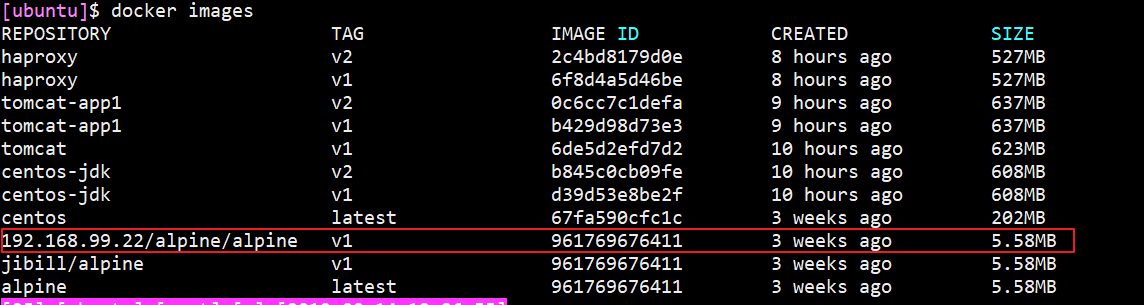 [ubuntu]$ docker images
REPOSITORY TAG IMAGE ID CREATED SIZE
haproxy v2 2c4bd8179d0e 8 hours ago 527MB
haproxy v1 6f8d4a5d46be 8 hours ago 527MB
tomcat-app1 v2 0c6cc7c1defa 9 hours ago 637MB
tomcat-app1 v1 b429d98d73e3 9 hours ago 637MB
tomcat v1 6de5d2efd7d2 10 hours ago 623MB
centos-jdk v2 b845c0cb09fe 10 hours ago 608MB
centos-jdk v1 d39d53e8be2f 10 hours ago 608MB
centos latest 67fa590cfc1c 3 weeks ago 202MB
192.168.99.22/alpine/alpine v1 961769676411 3 weeks ago 5.58MB
jibill/alpine v1 961769676411 3 weeks ago 5.58MB
alpine latest 961769676411 3 weeks ago 5.58MB